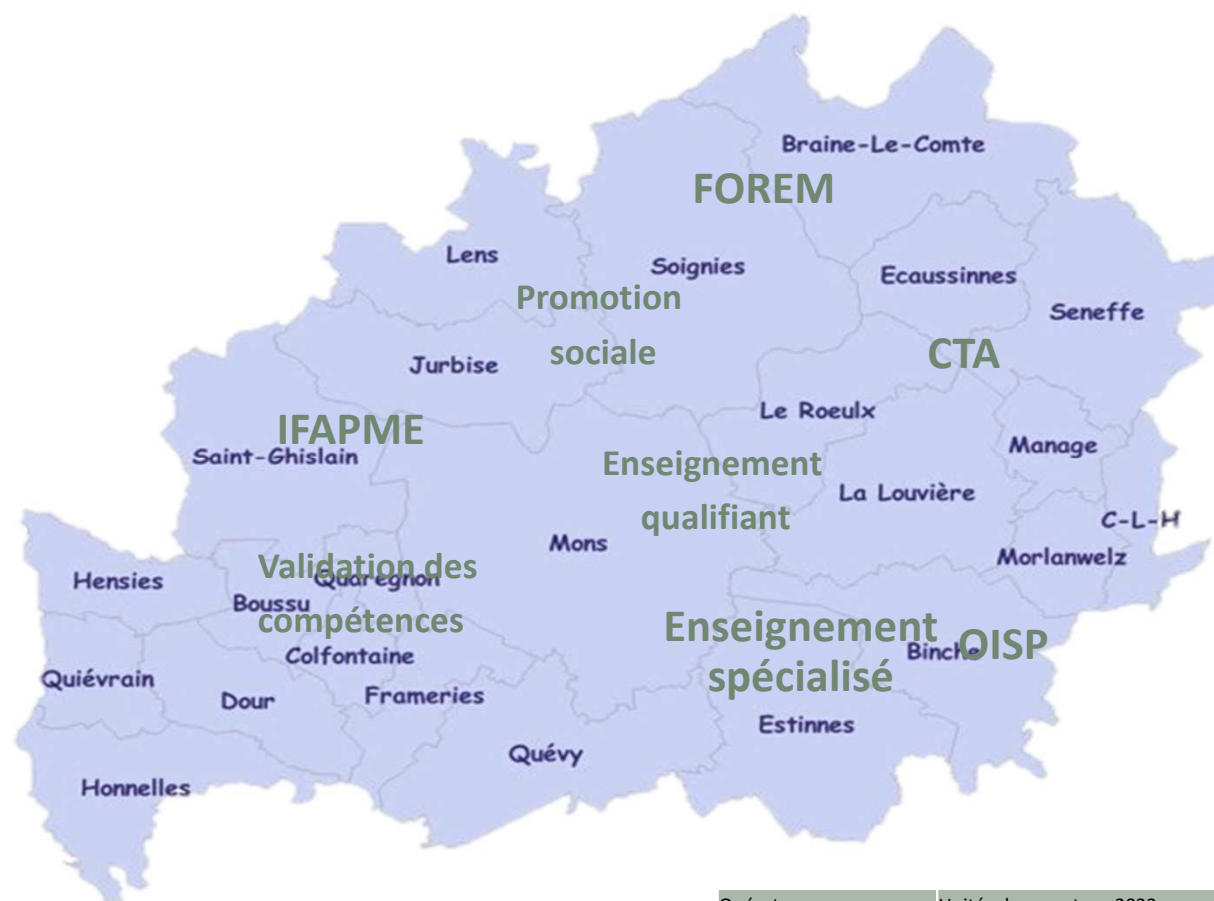 Braine-Le-Comte
FOREM
Lens
Soignies
Ecaussinnes
Promotion
sociale
Seneffe
Jurbise
CTA
Le Roeulx
IFAPME
Saint-Ghislain
Manage
Enseignement
qualifiant
La Louvière
C-L-H
Mons
Morlanwelz
Hensies
Validation des
compétences
Quaregnon
Boussu
Enseignement
spécialisé
OISP
Binche
Colfontaine
Quiévrain
Dour
Frameries
Estinnes
Quévy
Honnelles